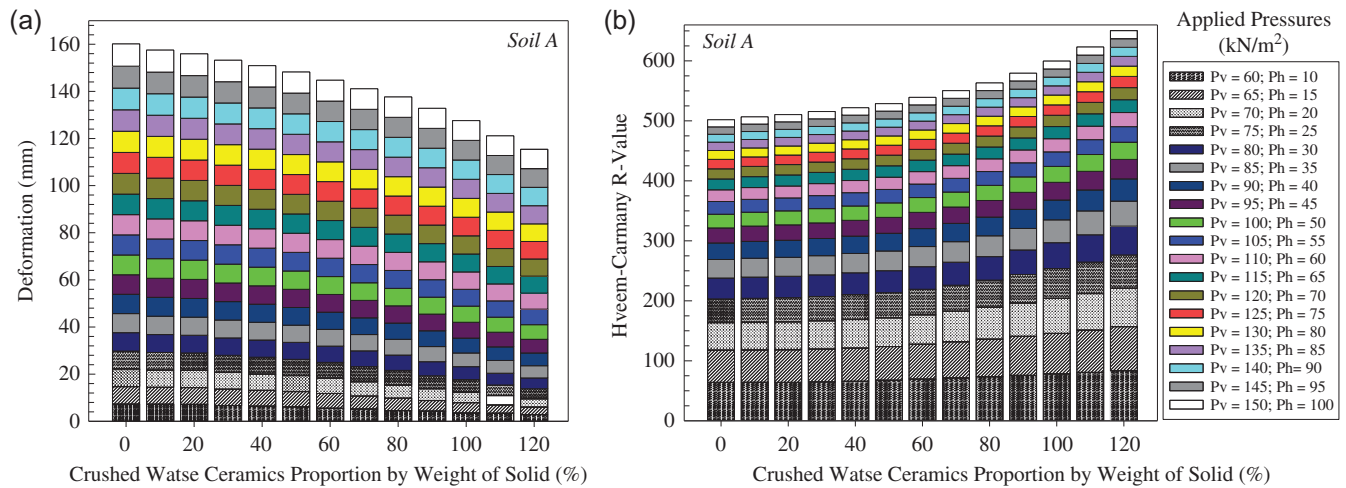 (a)
Soil A
160
140
120
100
80
60
40
20
0
Deformation (mm)
0 20 40 60 80 100 120
Crushed Watse Ceramics Proportion by Weight of Solid (%)
(b)
Soil A
600
500
400
300
200
100
0
Hveem-Carmany R-Value
0 20 40 60 80 100 120
Crushed Watse Ceramics Proportion by Weight of Solid (%)
Applied Pressures
(kN/m²)
Pv = 60; Ph = 10
Pv = 65; Ph = 15
Pv = 70; Ph = 20
Pv = 75; Ph = 25
Pv = 80; Ph = 30
Pv = 85; Ph = 35
Pv = 90; Ph = 40
Pv = 95; Ph = 45
Pv = 100; Ph = 50
Pv = 105; Ph = 55
Pv = 110; Ph = 60
Pv = 115; Ph = 65
Pv = 120; Ph = 70
Pv = 125; Ph = 75
Pv = 130; Ph = 80
Pv = 135; Ph = 85
Pv = 140; Ph= 90
Pv = 145; Ph = 95
Pv = 150; Ph = 100